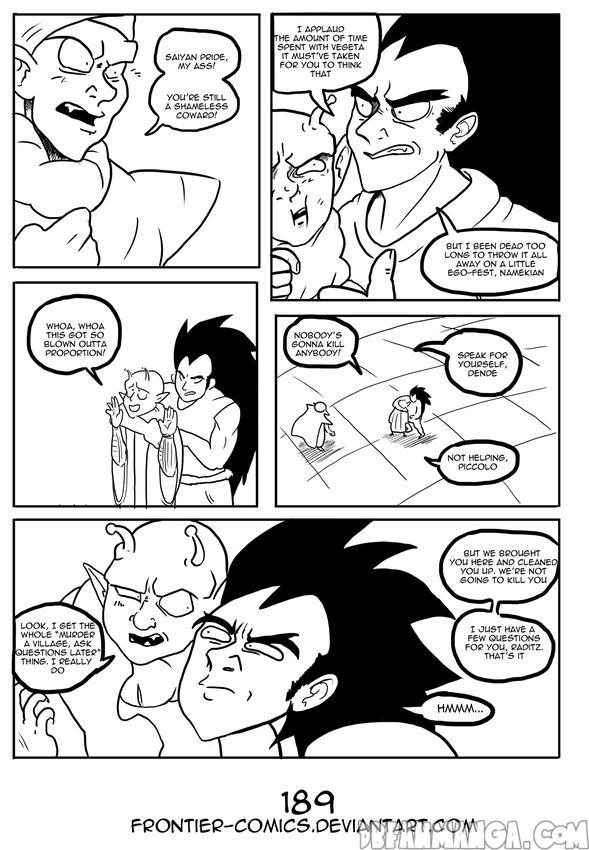 SAIYAN PRIDE,
MY ASS!
YOU'RE STILL
A SHAMELESS
COWARD!
I APPLAUD
THE AMOUNT OF TIME
SPENT WITH VEGETA
IT MUST'VE TAKEN
FOR YOU TO THINK
THAT
BUT I BEEN DEAD TOO
LONG TO THROW IT ALL
AWAY ON A LITTLE
EGO-FEST, NAMEKIAN
WHOA, WHOA
THIS GOT SO
BLOWN OUTTA
PROPORTION!
NOBODY'S
GONNA KILL
ANYBODY!
SPEAK FOR
YOURSELF,
DENDE
NOT HELPING,
PICCOLO
LOOK, I GET THE
WHOLE "MURDER
A VILLAGE, ASK
QUESTIONS LATER"
THING. I REALLY
DO
BUT WE BROUGHT
YOU HERE AND CLEANED
YOU UP. WE'RE NOT
GOING TO KILL YOU
I JUST HAVE A
FEW QUESTIONS
FOR YOU, RADITZ.
THAT'S IT
HMMM...
189
FRONTIER-COMICS.DEVIANTART.COM
DBFANMANGA.COM